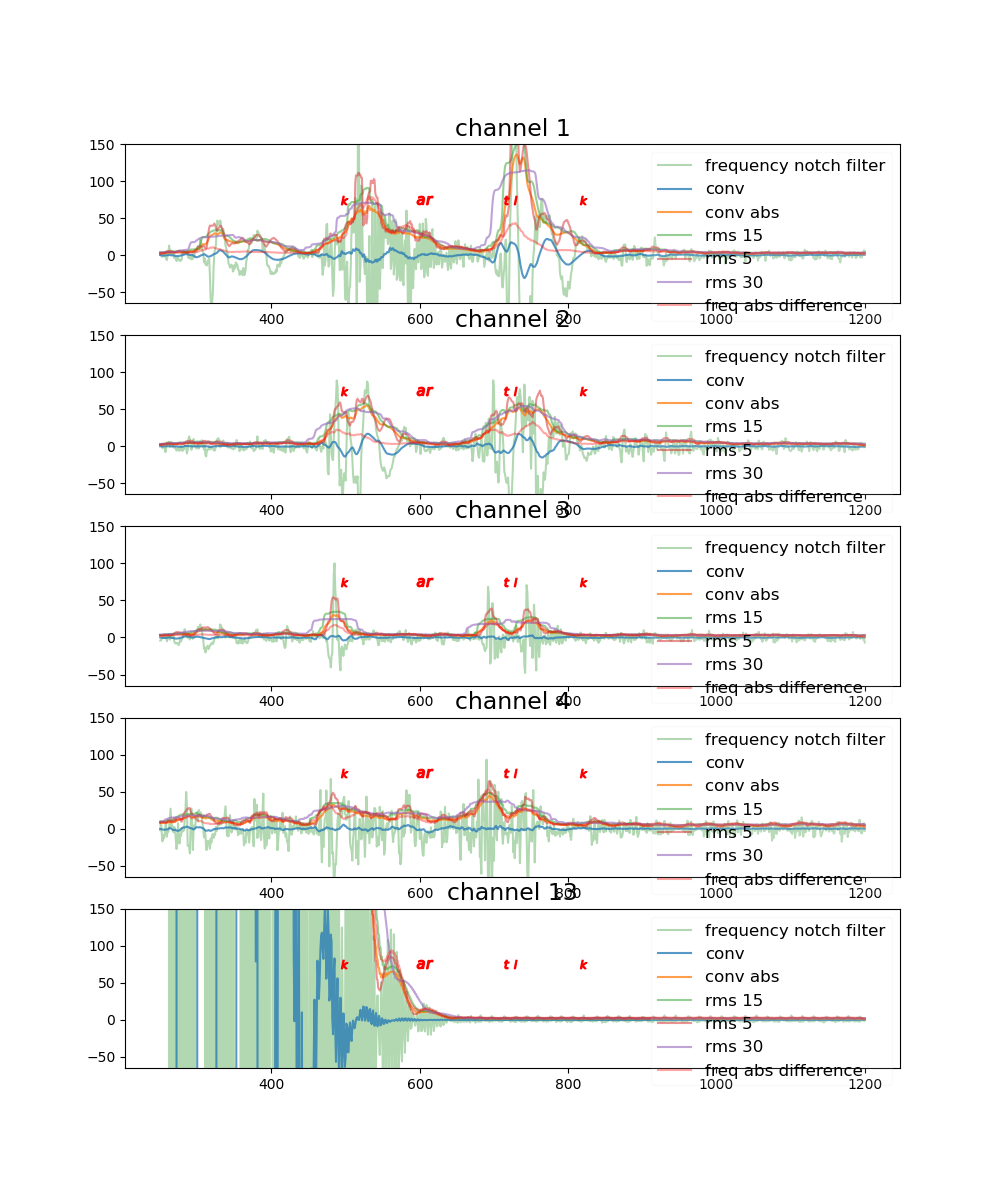 channel 1
150
100
50
0
−50
k ar t l k
frequency notch filter
conv
conv abs
rms 15
rms 5
rms 30
freq abs difference
400 600 800 1000 1200
channel 2
150
100
50
0
−50
k ar t l k
frequency notch filter
conv
conv abs
rms 15
rms 5
rms 30
freq abs difference
400 600 800 1000 1200
channel 3
150
100
50
0
−50
k ar t l k
frequency notch filter
conv
conv abs
rms 15
rms 5
rms 30
freq abs difference
400 600 800 1000 1200
channel 4
150
100
50
0
−50
k ar t l k
frequency notch filter
conv
conv abs
rms 15
rms 5
rms 30
freq abs difference
400 600 800 1000 1200
channel 13
150
100
50
0
−50
k ar t l k
frequency notch filter
conv
conv abs
rms 15
rms 5
rms 30
freq abs difference
400 600 800 1000 1200